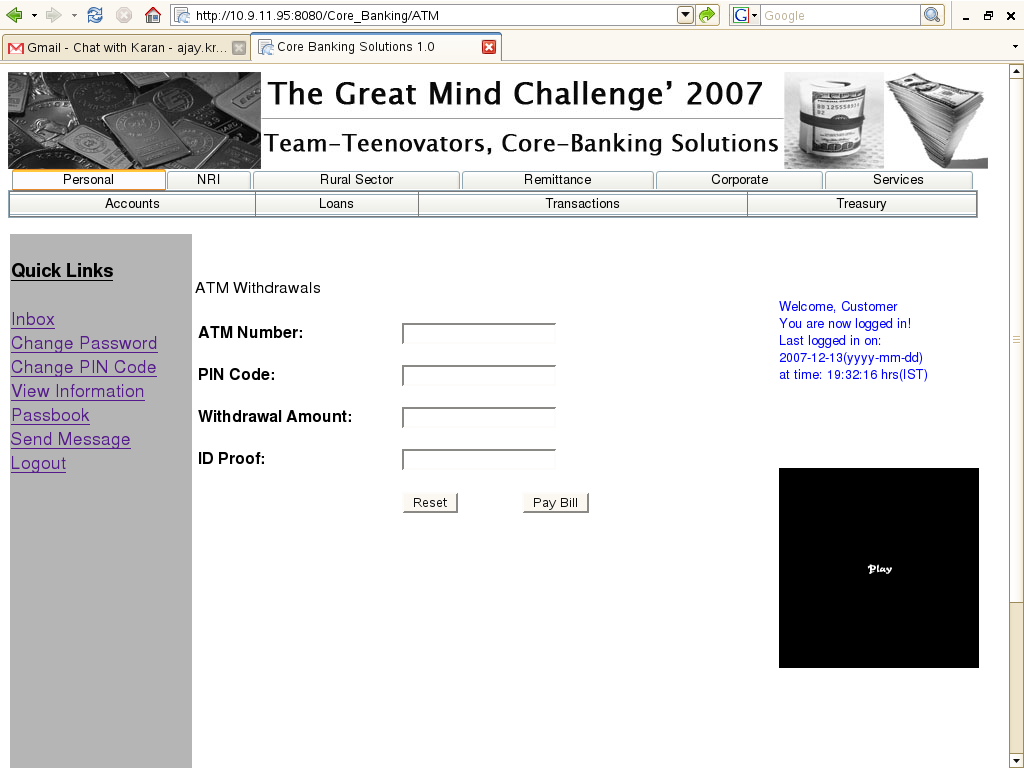 http://10.9.11.95:8080/Core_Banking/ATM
G
Google
Gmail - Chat with Karan - ajay.kr...
Core Banking Solutions 1.0
The Great Mind Challenge' 2007
Team-Teenovators, Core-Banking Solutions
Personal NRI Rural Sector Remittance Corporate Services
Accounts Loans Transactions Treasury
Quick Links
Inbox
Change Password
Change PIN Code
View Information
Passbook
Send Message
Logout
ATM Withdrawals
ATM Number:
PIN Code:
Withdrawal Amount:
ID Proof:
Reset Pay Bill
Welcome, Customer
You are now logged in!
Last logged in on:
2007-12-13(yyyy-mm-dd)
at time: 19:32:16 hrs(IST)
Play